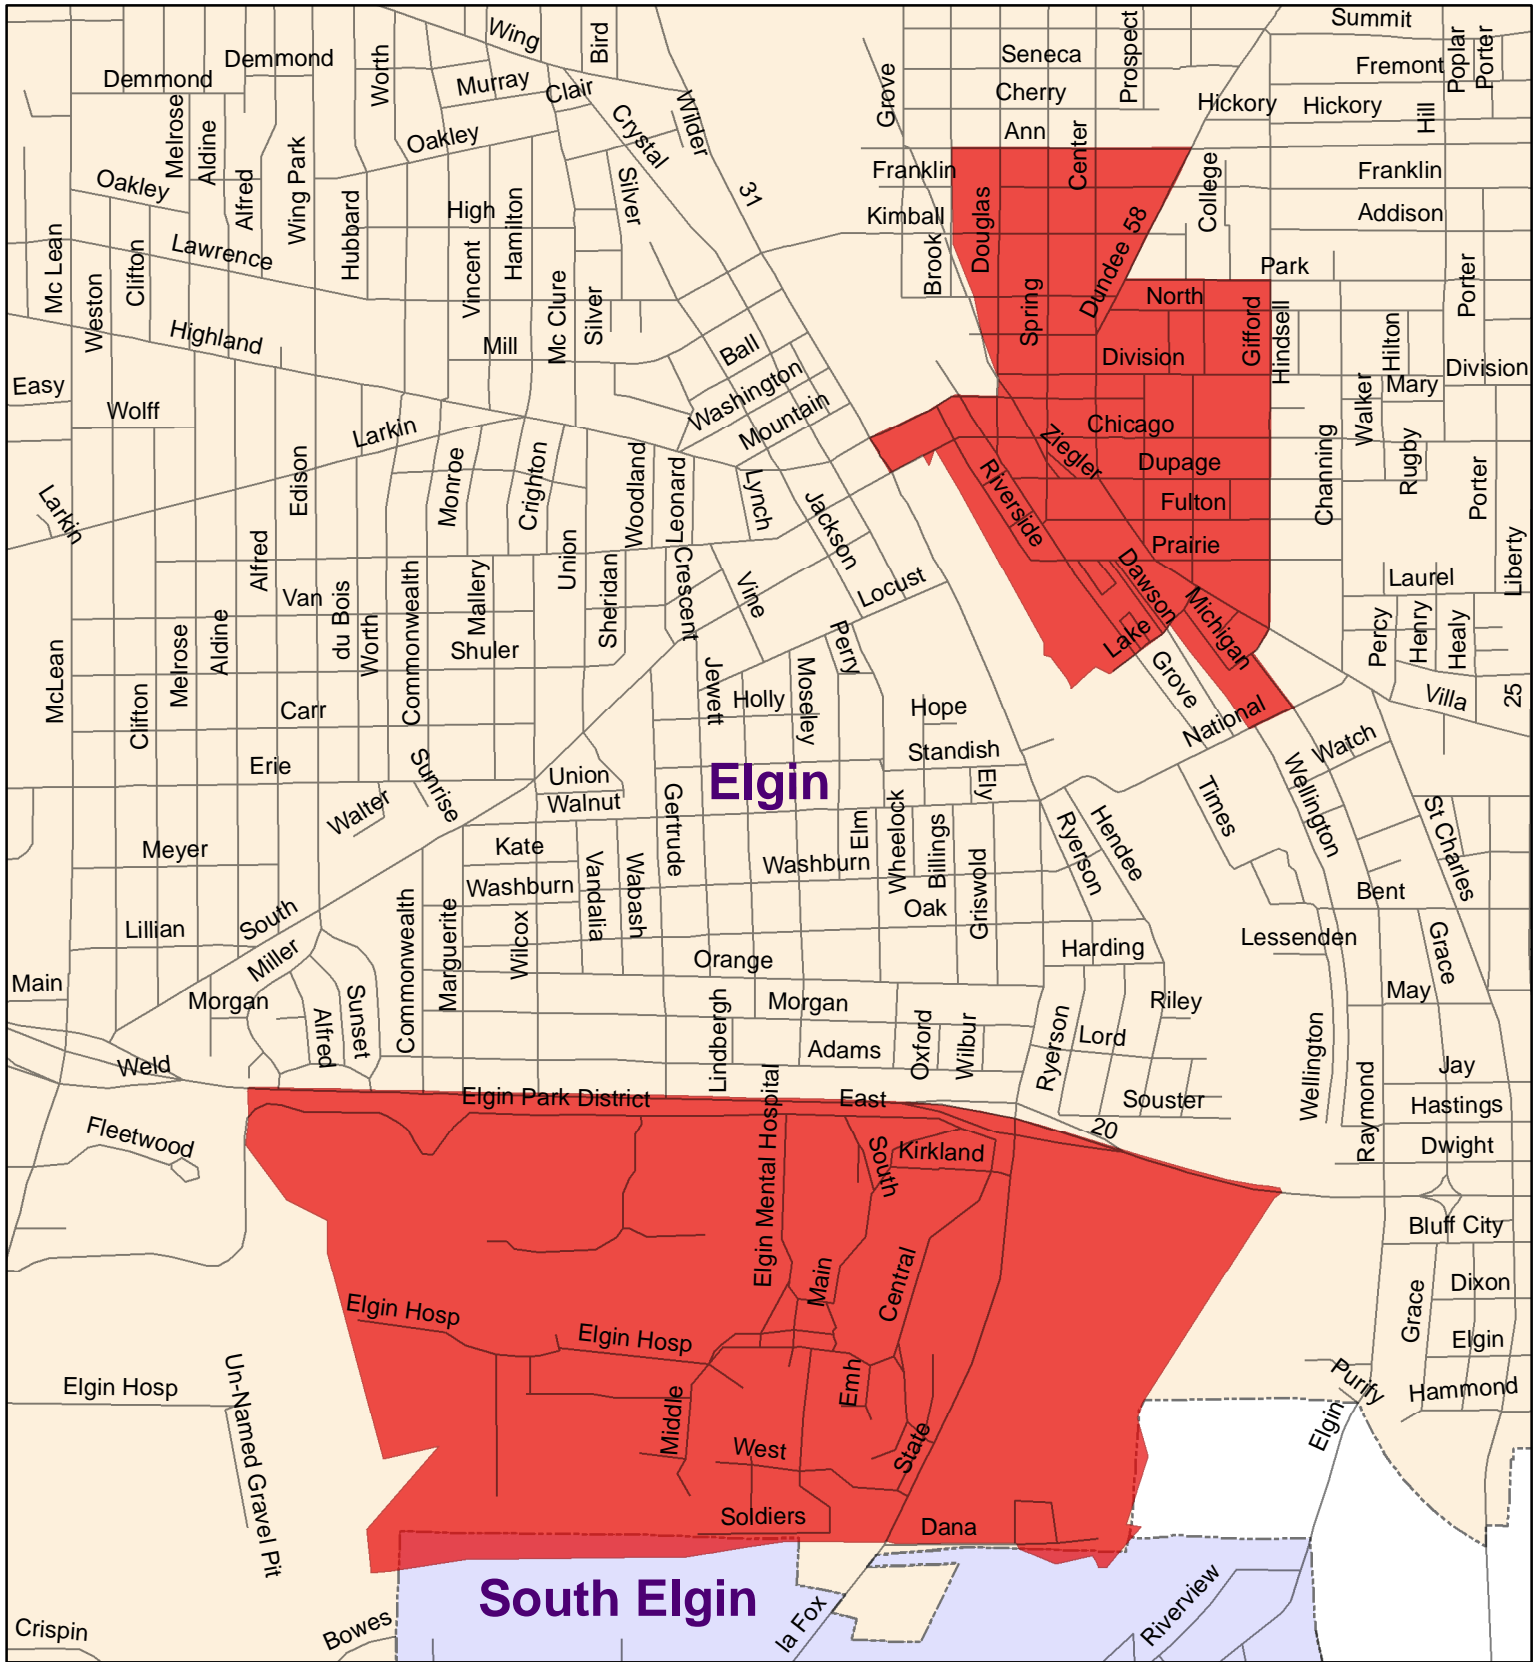 Wing
Bird
Summit
Demmond
Demmond
Worth
Murray
Clair
Seneca
Prospect
Poplar
Porter
Fremont
Cherry
Grove
Hickory
Hickory
Hill
Melrose
Aldine
Wing Park
Oakley
Crystal
Wilder
Ann
Center
Oakley
Alfred
Franklin
College
Franklin
Silver
31
Kimball
Douglas
Addison
High
Hamilton
Hubbard
58
Mc Lean
Clifton
Lawrence
Vincent
Brook
Dundee
Park
Porter
Weston
Mc Clure
Silver
Spring
North
Gifford
Hindsell
Hilton
Highland
Mill
Ball
Division
Division
Easy
Washington
Mary
Walker
Wolff
Mountain
Larkin
Chicago
Ziegler
Channing
Rugby
Edison
Monroe
Crighton
Woodland
Leonard
Lynch
Dupage
Porter
Larkin
Jackson
Riverside
Fulton
Prairie
Liberty
Alfred
Union
Crescent
Van
du Bois
Commonwealth
Mallery
Sheridan
Vine
Locust
Dawson
Laurel
Michigan
Percy
Henry
Healy
McLean
Melrose
Aldine
Worth
Shuler
Perry
Lake
Jewett
Holly
Moseley
Grove
Villa
25
Clifton
Carr
Hope
National
Standish
Watch
Erie
Sunrise
Union
Walnut
Elgin
Ely
Times
Wellington
Walter
Gertrude
Elm
Wheelock
Billings
Hendee
Ryerson
St Charles
Meyer
Kate
Vandalia
Wabash
Washburn
Washburn
Griswold
Bent
Oak
Commonwealth
Marguerite
Wilcox
Lillian
South
Miller
Harding
Lessenden
Grace
Orange
Main
Morgan
Alfred
Sunset
Lindbergh
Morgan
Riley
May
Oxford
Wilbur
Ryerson
Lord
Wellington
Weld
Adams
Raymond
Jay
Elgin Park District
East
Souster
Hastings
Fleetwood
Elgin Mental Hospital
20
South
Kirkland
Dwight
Bluff City
Main
Central
Grace
Dixon
Elgin Hosp
Elgin Hosp
Elgin
Elgin Hosp
Un-Named Gravel Pit
Middle
Emh
Purify
Hammond
Elgin
West
State
Soldiers
Dana
South Elgin
la Fox
Riverview
Crispin
Bowes